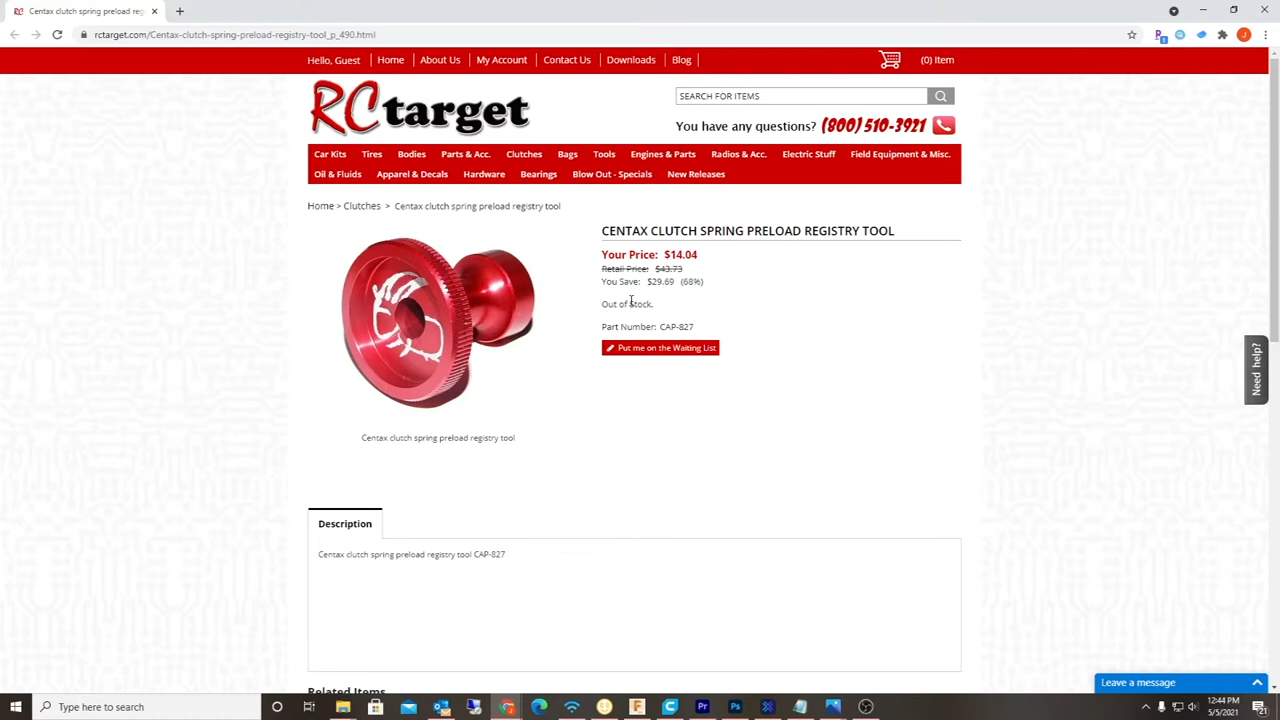 Centax clutch spring preload reg
rctarget.com/Centax-clutch-spring-preload-registry-tool_p_490.html
Hello, Guest Home About Us My Account Contact Us Downloads Blog (0) Item
RCtarget
SEARCH FOR ITEMS
You have any questions? (800) 510-3921
Car Kits Tires Bodies Parts & Acc. Clutches Bags Tools Engines & Parts Radios & Acc. Electric Stuff Field Equipment & Misc.
Oil & Fluids Apparel & Decals Hardware Bearings Blow Out - Specials New Releases
Home > Clutches > Centax clutch spring preload registry tool
CENTAX CLUTCH SPRING PRELOAD REGISTRY TOOL
Your Price: $14.04
Retail Price: $43.73
You Save: $29.69 (68%)
Out of Stock.
Part Number: CAP-827
Put me on the Waiting List
Need help?
Centax clutch spring preload registry tool
Description
Centax clutch spring preload registry tool CAP-827
Related Items
Leave a message
Type here to search
12:44 PM
5/5/2021